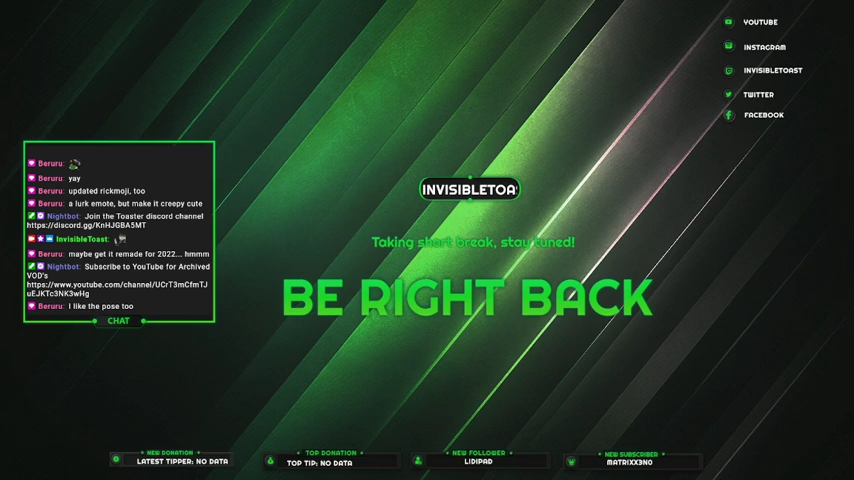 YOUTUBE
INSTAGRAM
INVISIBLETOAST
TWITTER
FACEBOOK
Beruru:
Beruru: yay
Beruru: updated rickmoji, too
Beruru: a lurk emote, but make it creepy cute
Nightbot: Join the Toaster discord channel
https://discord.gg/KnHJGBA5MT
InvisibleToast:
Beruru: maybe get it remade for 2022... hmmm
Nightbot: Subscribe to YouTube for Archived
VOD's
https://www.youtube.com/channel/UCrT3mCfmTJ
uEJKTc3NK3wHg
Beruru: I like the pose too
CHAT
INVISIBLETOA
Taking short break, stay tuned!
BE RIGHT BACK
NEW DONATION
LATEST TIPPER: NO DATA
TOP DONATION
TOP TIP: NO DATA
NEW FOLLOWER
LIDIPAD
NEW SUBSCRIBER
MATRIXX3N0